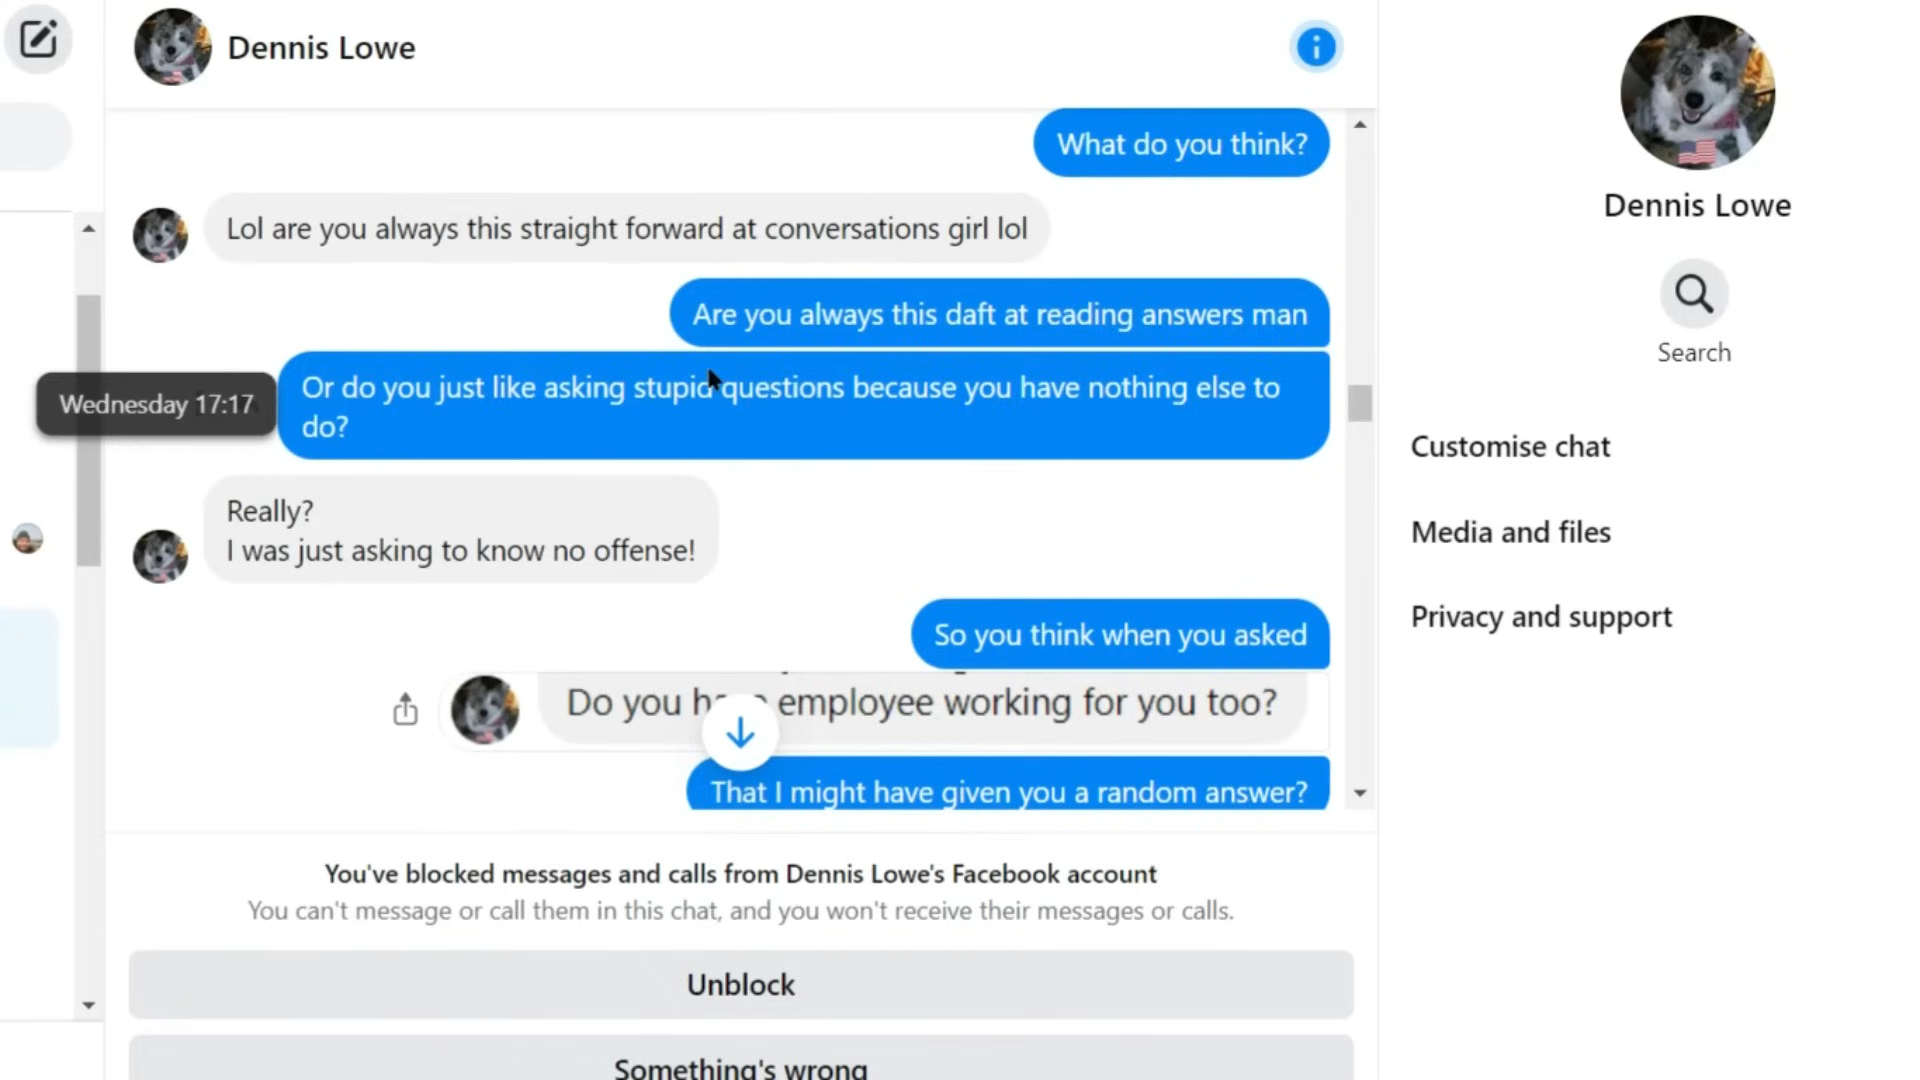 Dennis Lowe
What do you think?
Lol are you always this straight forward at conversations girl lol
Are you always this daft at reading answers man
Or do you just like asking stupid questions because you have nothing else to
do?
Wednesday 17:17
Really?
I was just asking to know no offense!
So you think when you asked
Do you employee working for you too?
That I might have given you a random answer?
You've blocked messages and calls from Dennis Lowe's Facebook account
You can't message or call them in this chat, and you won't receive their messages or calls.
Unblock
Something's wrong
Dennis Lowe
Search
Customise chat
Media and files
Privacy and support